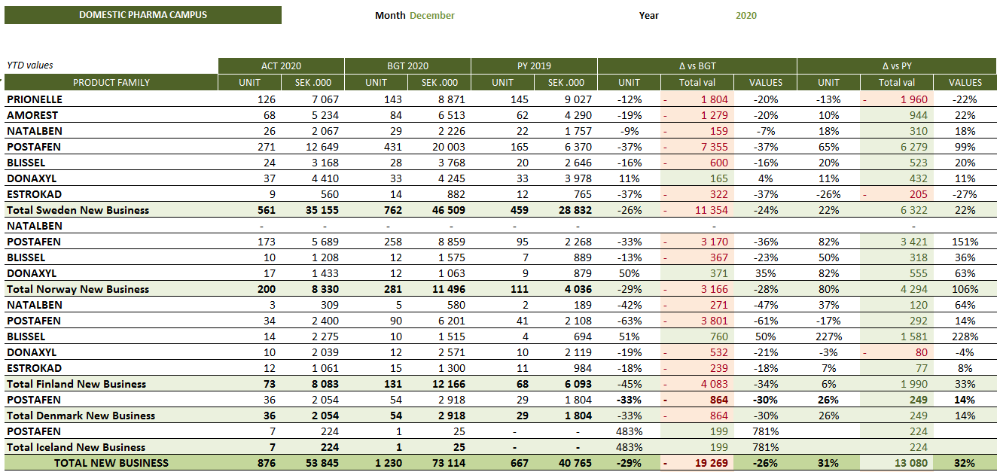 DOMESTIC PHARMA CAMPUS Month December Year 2020
YTD values ACT 2020 BGT 2020 PY 2019 Δ vs BGT Δ vs PY
PRODUCT FAMILY UNIT SEK .000 UNIT SEK .000 UNIT SEK .000 UNIT Total val VALUES UNIT Total val VALUES
PRIONELLE 126 7 067 143 8 871 145 9 027 -12% - 1 804 -20% -13% - 1 960 -22%
AMOREST 68 5 234 84 6 513 62 4 290 -19% - 1 279 -20% 10% 944 22%
NATALBEN 26 2 067 29 2 226 22 1 757 -9% - 159 -7% 18% 310 18%
POSTAFEN 271 12 649 431 20 003 165 6 370 -37% - 7 355 -37% 65% 6 279 99%
BLISSEL 24 3 168 28 3 768 20 2 646 -16% - 600 -16% 20% 523 20%
DONAXYL 37 4 410 33 4 245 33 3 978 11% 165 4% 11% 432 11%
ESTROKAD 9 560 14 882 12 765 -37% - 322 -37% -26% - 205 -27%
Total Sweden New Business 561 35 155 762 46 509 459 28 832 -26% - 11 354 -24% 22% 6 322 22%
NATALBEN - - - - - - - -
POSTAFEN 173 5 689 258 8 859 95 2 268 -33% - 3 170 -36% 82% 3 421 151%
BLISSEL 10 1 208 12 1 575 7 889 -13% - 367 -23% 50% 318 36%
DONAXYL 17 1 433 12 1 063 9 879 50% 371 35% 82% 555 63%
Total Norway New Business 200 8 330 281 11 496 111 4 036 -29% - 3 166 -28% 80% 4 294 106%
NATALBEN 3 309 5 580 2 189 -42% - 271 -47% 37% 120 64%
POSTAFEN 34 2 400 90 6 201 41 2 108 -63% - 3 801 -61% -17% 292 14%
BLISSEL 14 2 275 10 1 515 4 694 51% 760 50% 227% 1 581 228%
DONAXYL 10 2 039 12 2 571 10 2 119 -19% - 532 -21% -3% - 80 -4%
ESTROKAD 12 1 061 15 1 300 11 984 -18% - 239 -18% 7% 77 8%
Total Finland New Business 73 8 083 131 12 166 68 6 093 -45% - 4 083 -34% 6% 1 990 33%
POSTAFEN 36 2 054 54 2 918 29 1 804 -33% - 864 -30% 26% 249 14%
Total Denmark New Business 36 2 054 54 2 918 29 1 804 -33% - 864 -30% 26% 249 14%
POSTAFEN 7 224 1 25 - - 483% 199 781% 224
Total Iceland New Business 7 224 1 25 - - 483% 199 781% 224
TOTAL NEW BUSINESS 876 53 845 1 230 73 114 667 40 765 -29% - 19 269 -26% 31% 13 080 32%